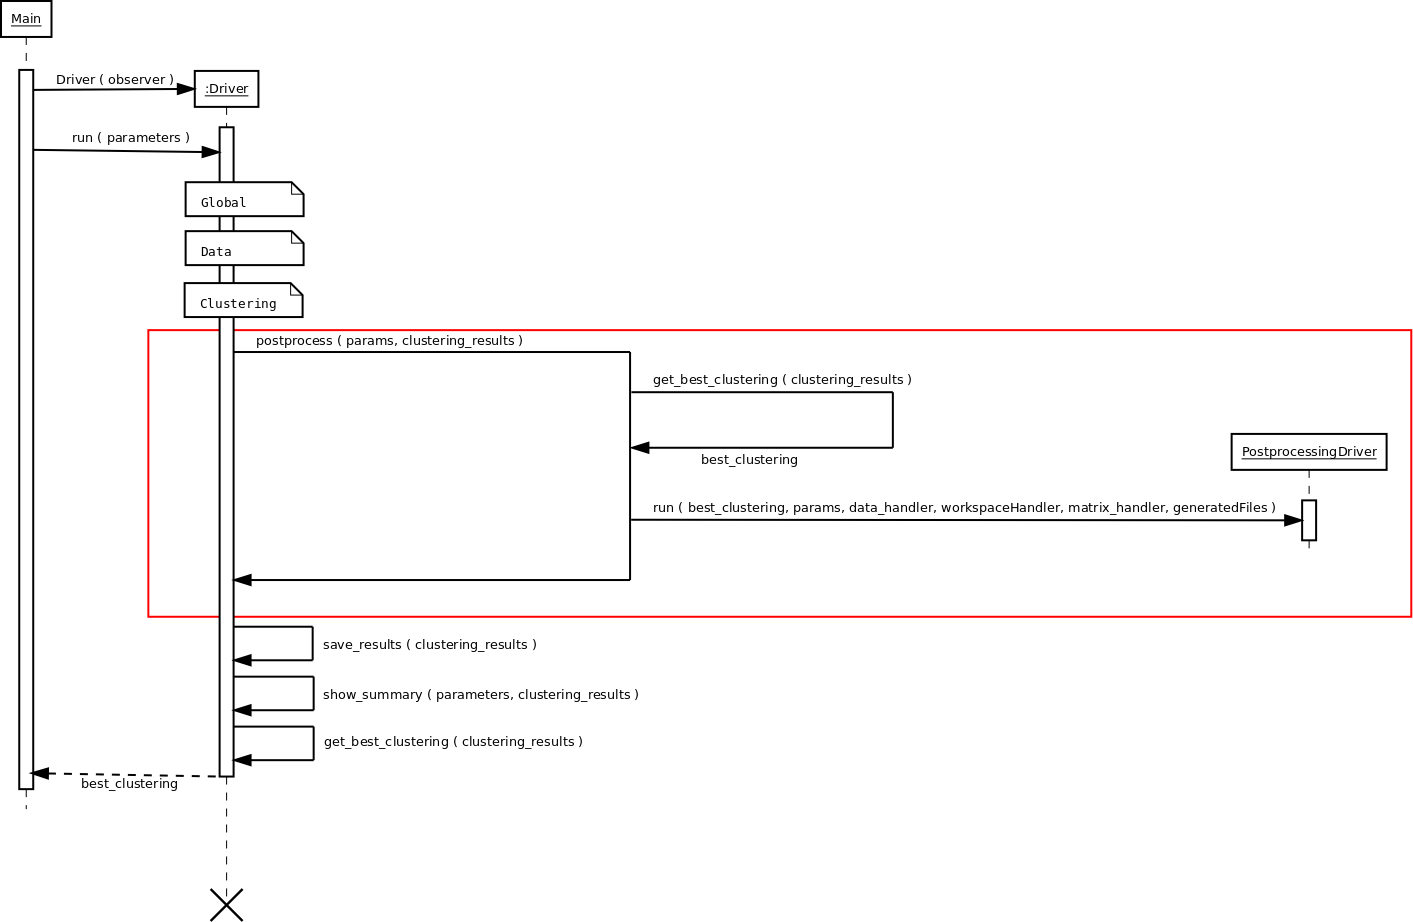 Main
Driver ( observer )
:Driver
run ( parameters )
Global
Data
Clustering
postprocess ( params, clustering_results )
get_best_clustering ( clustering_results )
PostprocessingDriver
best_clustering
run ( best_clustering, params, data_handler, workspaceHandler, matrix_handler, generatedFiles )
save_results ( clustering_results )
show_summary ( parameters, clustering_results )
get_best_clustering ( clustering_results )
best_clustering